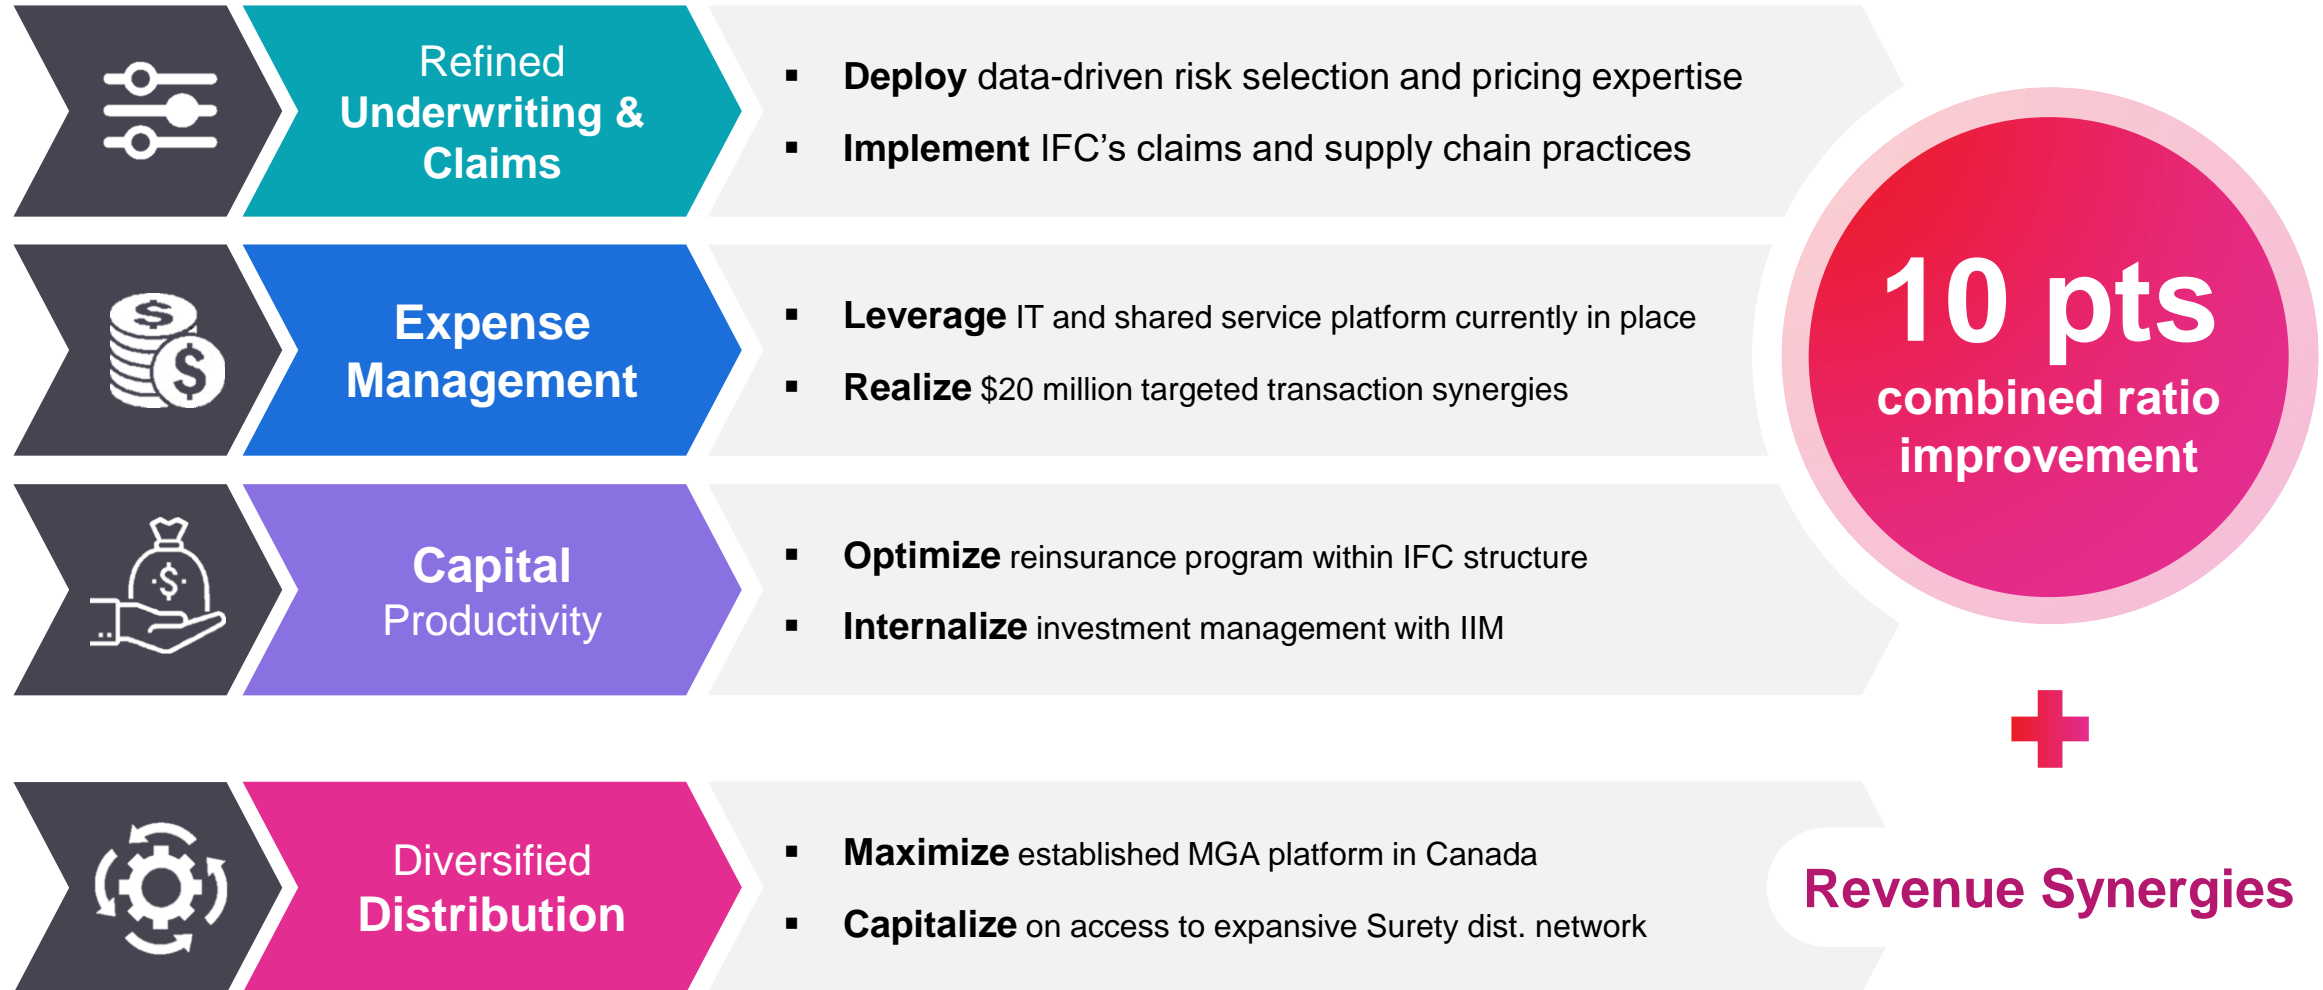 Refined
Underwriting &
Claims
▪ Deploy data-driven risk selection and pricing expertise
▪ Implement IFC’s claims and supply chain practices
Expense
Management
▪ Leverage IT and shared service platform currently in place
▪ Realize $20 million targeted transaction synergies
Capital
Productivity
▪ Optimize reinsurance program within IFC structure
▪ Internalize investment management with IIM
10 pts
combined ratio
improvement
Diversified
Distribution
▪ Maximize established MGA platform in Canada
▪ Capitalize on access to expansive Surety dist. network
Revenue Synergies